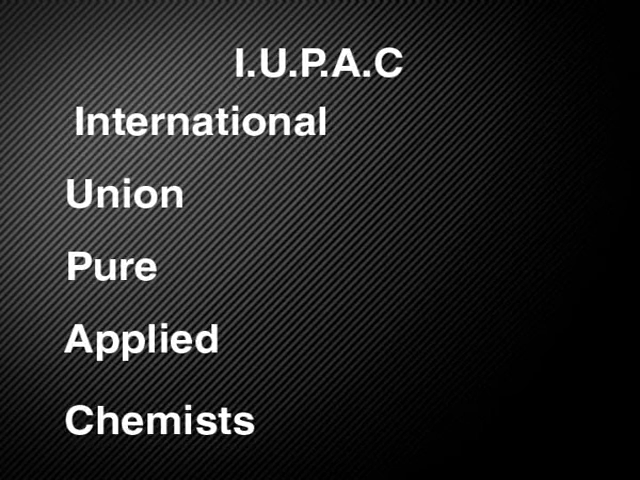 I.U.P.A.C
International
Union
Pure
Applied
Chemists